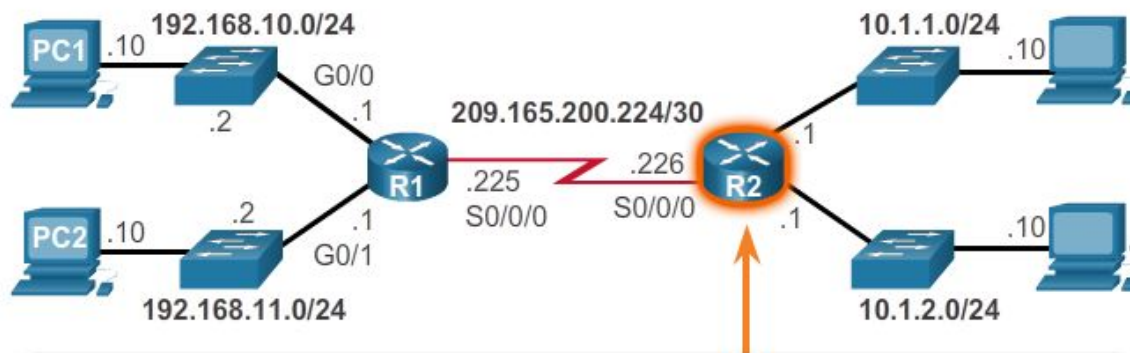 192.168.10.0/24
10.1.1.0/24
PC1
.10
G0/0
.10
.2
.1
209.165.200.224/30
.1
R1
.225
.226
R2
S0/0/0
S0/0/0
PC2
.10
.2
.1
G0/1
.1
.10
192.168.11.0/24
10.1.2.0/24